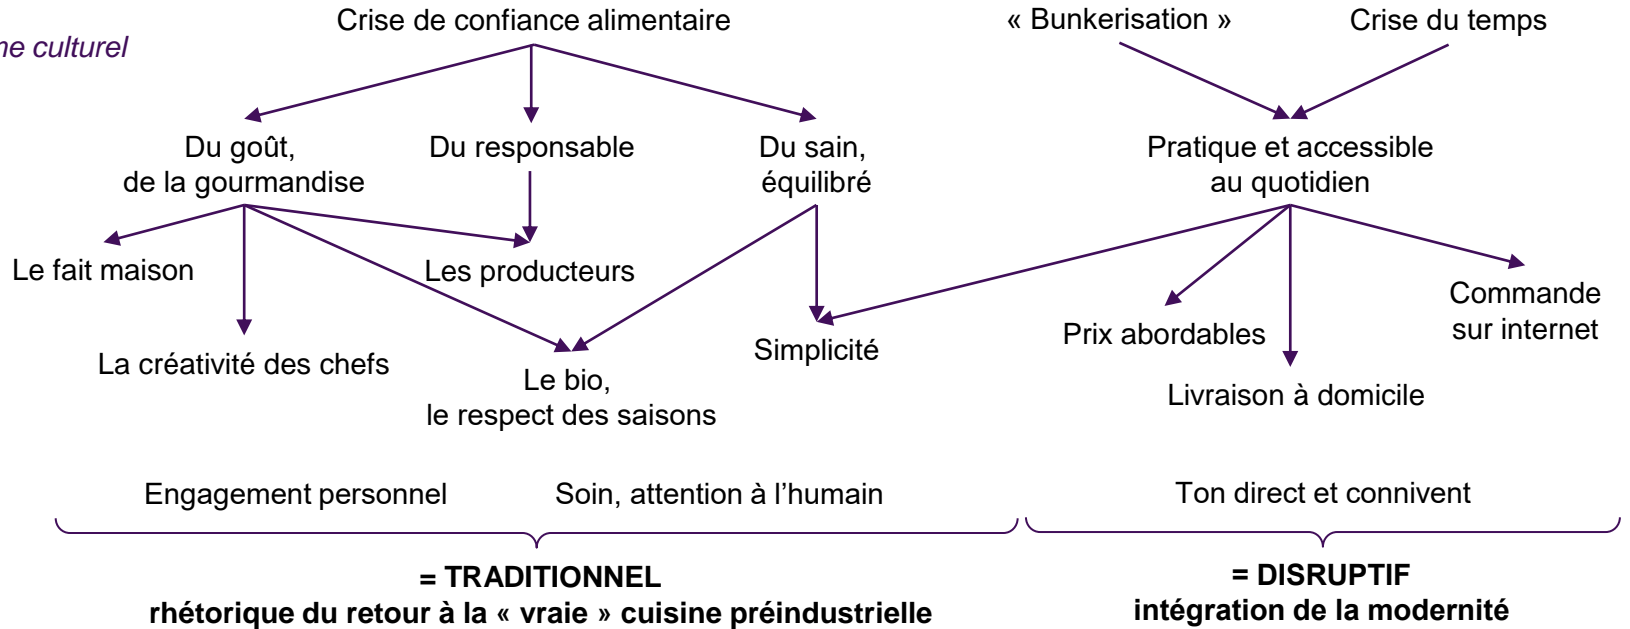 Crise de confiance alimentaire
« Bunkerisation »
Crise du temps
culturel
Du goût,
de la gourmandise
Du responsable
Du sain,
équilibré
Pratique et accessible
au quotidien
Le fait maison
Les producteurs
La créativité des chefs
Le bio,
le respect des saisons
Simplicité
Prix abordables
Commande
sur internet
Livraison à domicile
Engagement personnel
Soin, attention à l’humain
Ton direct et connivent
= TRADITIONNEL
rhétorique du retour à la « vraie » cuisine préindustrielle
= DISRUPTIF
intégration de la modernité